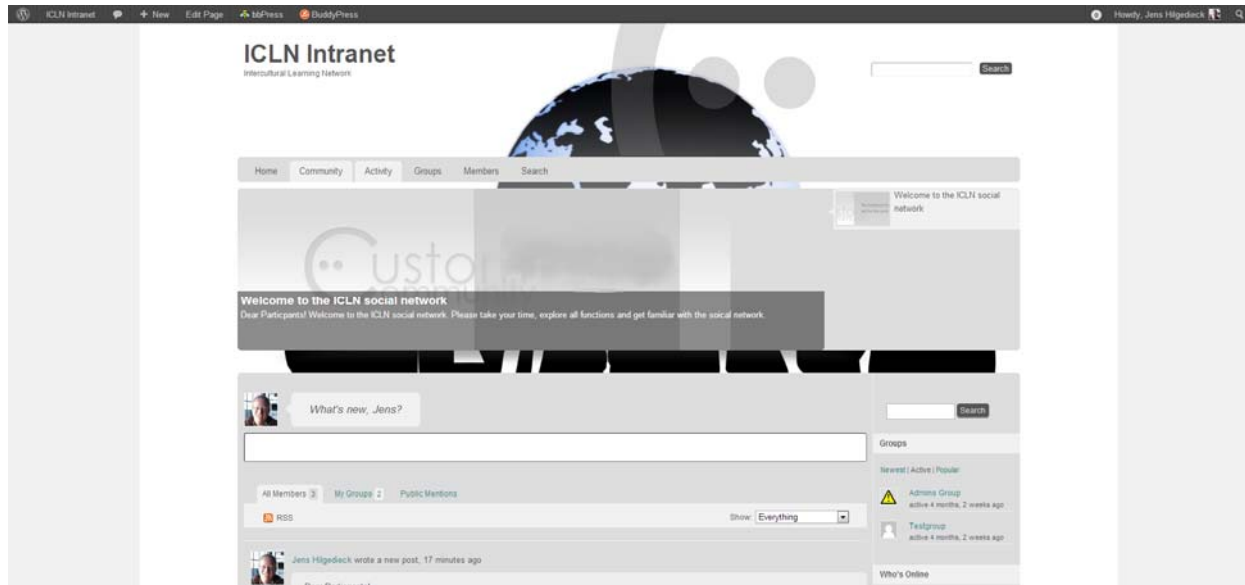 ICLN Intranet + New Edit Page bbPress BuddyPress 0 Howdy, Jens Hilgedieck
ICLN Intranet
Intercultural Learning Network
Search
Home Community Activity Groups Members Search
Welcome to the ICLN social
network
Custom
Community
Welcome to the ICLN social network
Dear Particpants! Welcome to the ICLN social network. Please take your time, explore all functions and get familiar with the soical network.
What's new, Jens?
Search
Groups
Newest | Active | Popular
Admins Group
active 4 months, 2 weeks ago
Testgroup
active 4 months, 2 weeks ago
All Members 3 My Groups 2 Public Mentions
RSS Show: Everything
Jens Hilgedieck wrote a new post, 17 minutes ago
Who's Online